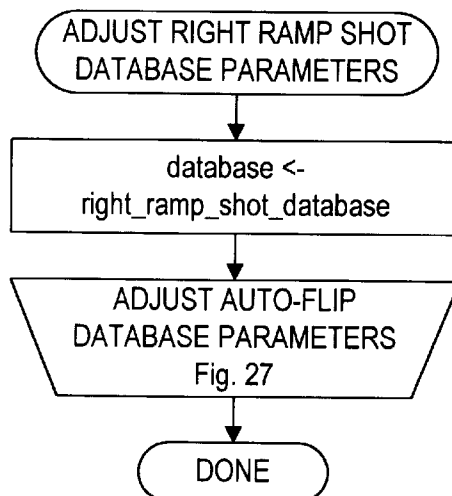 ADJUST RIGHT RAMP SHOT
DATABASE PARAMETERS
database <-
right_ramp_shot_database
ADJUST AUTO-FLIP
DATABASE PARAMETERS
Fig. 27
DONE